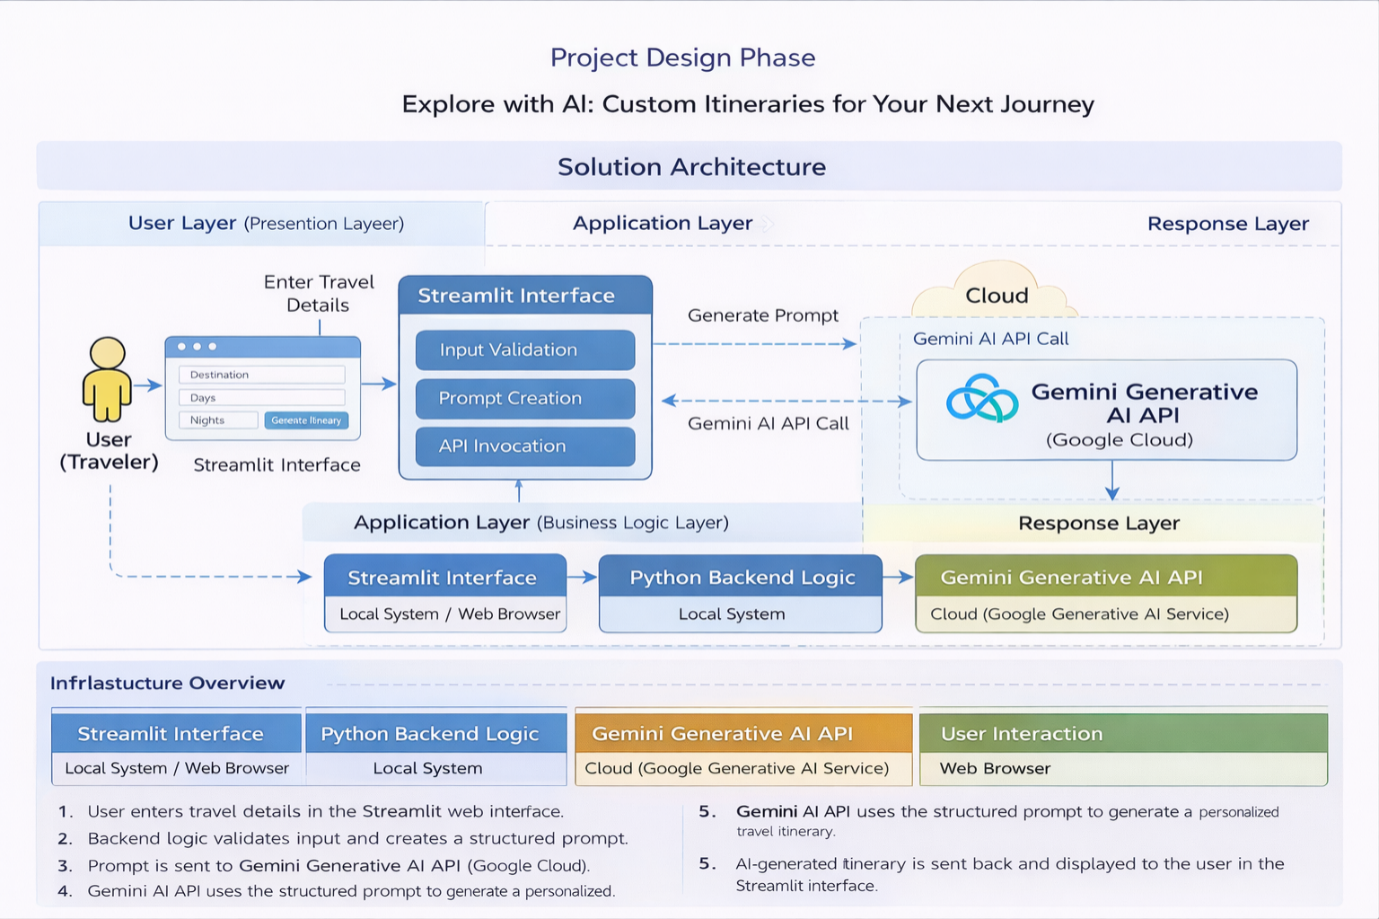 Project Design Phase
Explore with AI: Custom Itineraries for Your Next Journey
Solution Architecture
User Layer (Presention Layeer)
Application Layer
Response Layer
Enter Travel
Details
Destination
Days
Nights
Genеrate Itineary
User
(Traveler)
Streamlit Interface
Streamlit Interface
Input Validation
Prompt Creation
API Invocation
Generate Prompt
Gemini AI API Call
Cloud
Gemini AI API Call
Gemini Generative
AI API
(Google Cloud)
Application Layer (Business Logic Layer)
Response Layer
Streamlit Interface
Local System / Web Browser
Python Backend Logic
Local System
Gemini Generative AI API
Cloud (Google Generative AI Service)
Infrlastucture Overview
Streamlit Interface
Local System / Web Browser
Python Backend Logic
Local System
Gemini Generative AI API
Cloud (Google Generative AI Service)
User Interaction
Web Browser
1. User enters travel details in the Streamlit web interface.
2. Backend logic validates input and creates a structured prompt.
3. Prompt is sent to Gemini Generative AI API (Google Cloud).
4. Gemini AI API uses the structured prompt to generate a personalized.
5. Gemini AI API uses the structured prompt to generate a personalized
travel itinerary.
5. AI-generated itinerary is sent back and displayed to the user in the
Streamlit interface.